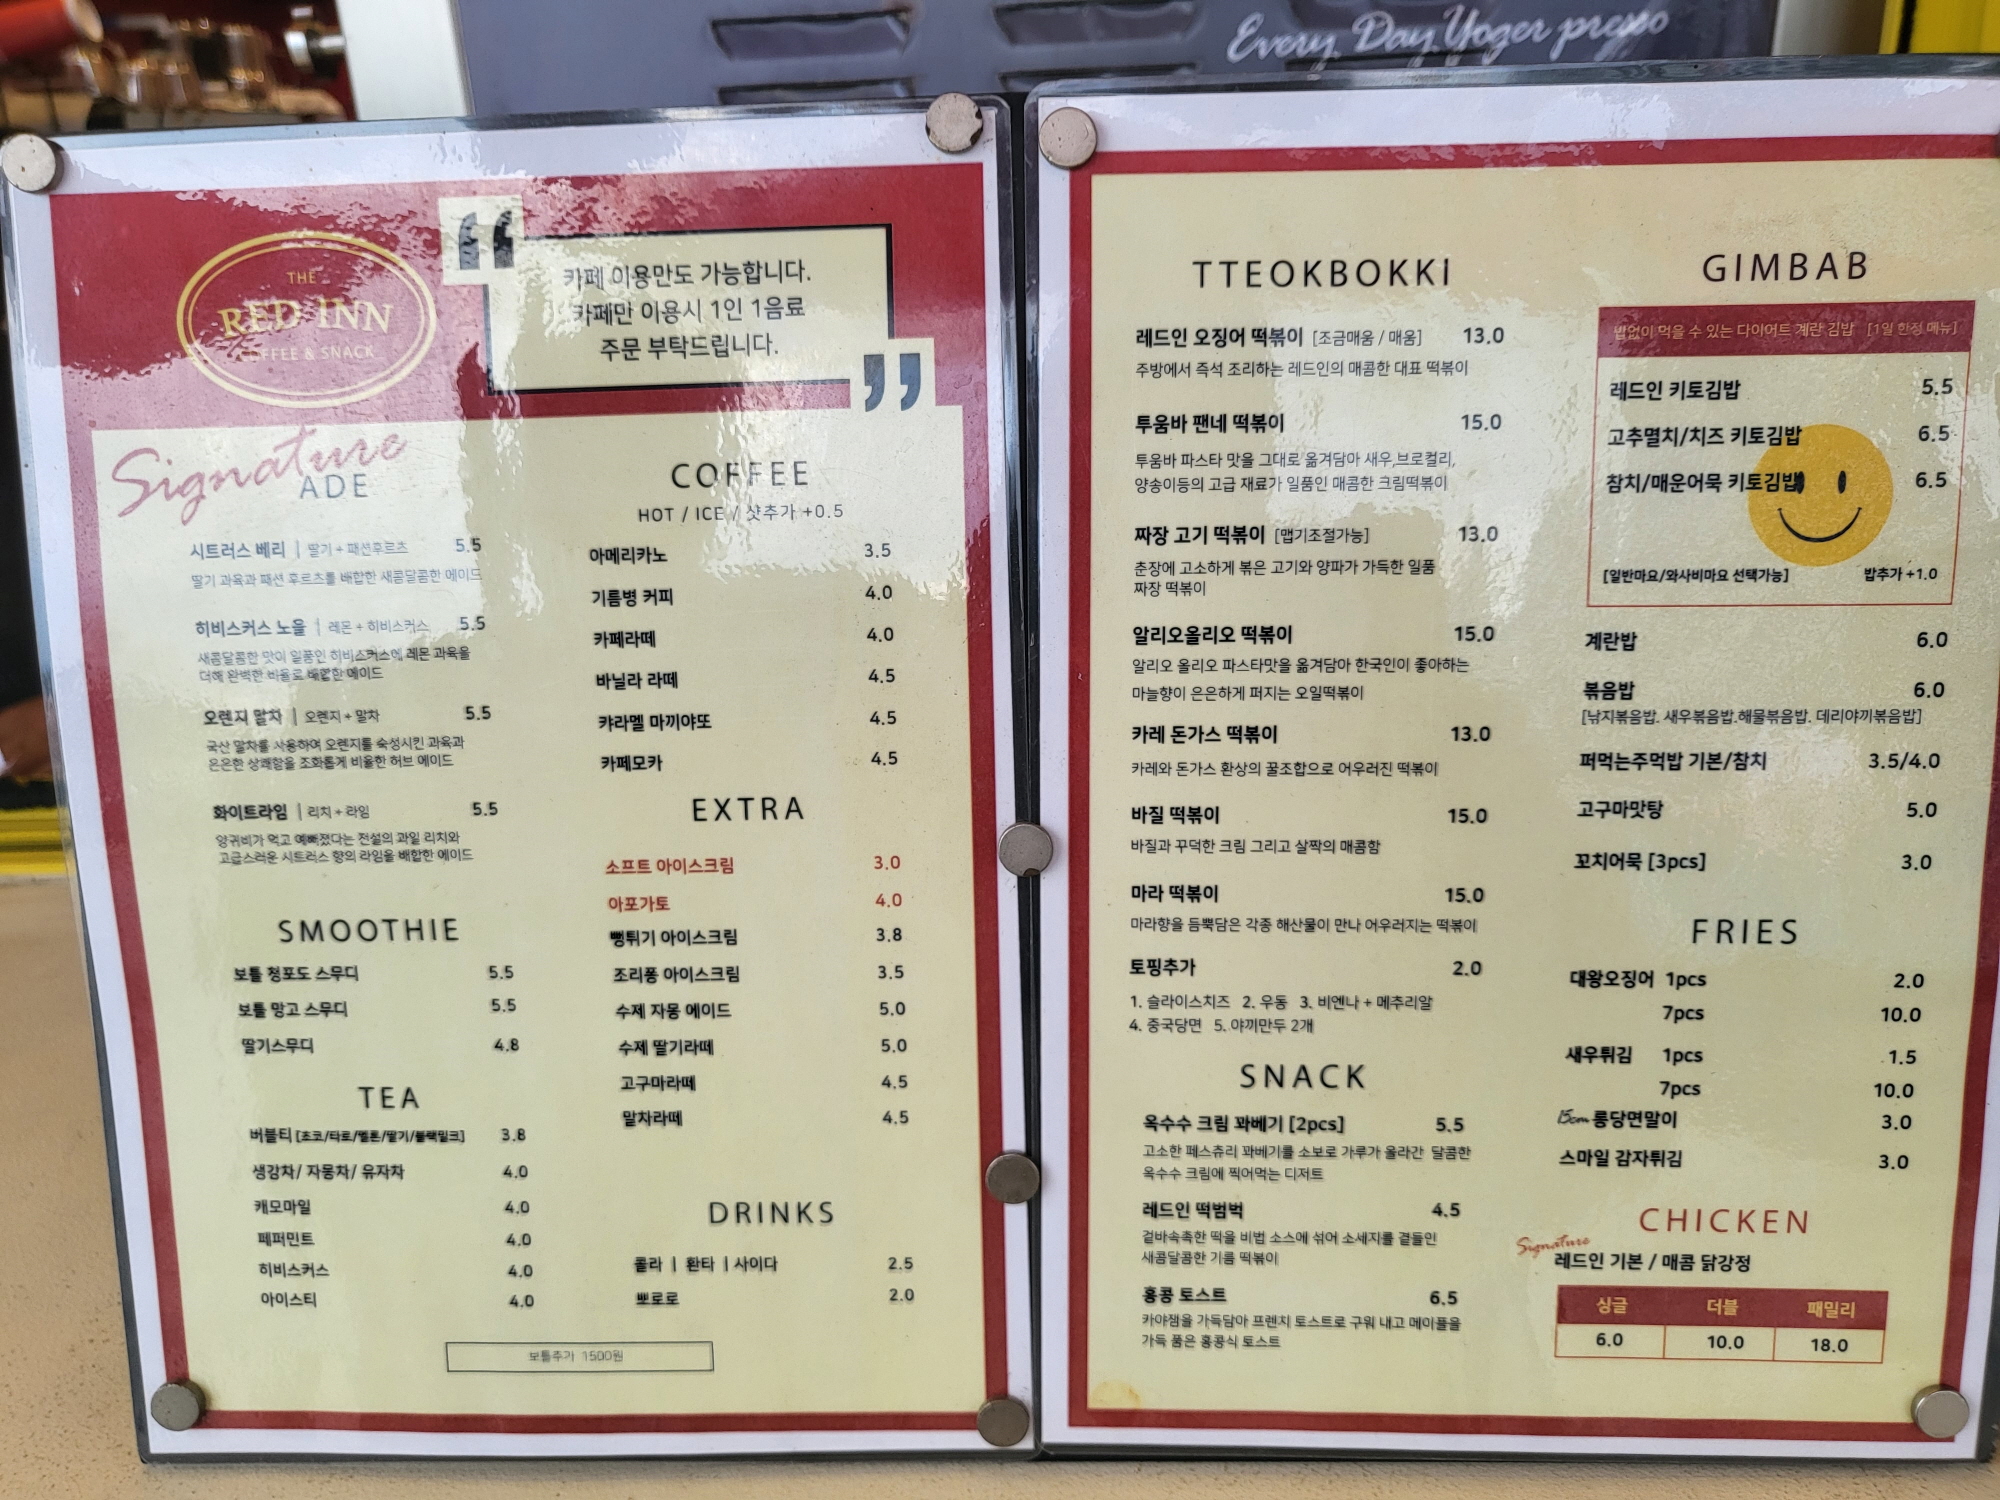 Every Day Yoger presso
THE
RED INN
COFFEE & SNACK
카페 이용만도 가능합니다.
카페만 이용시 1인 1음료
주문 부탁드립니다.
Signature
ADE
시트러스 베리 | 딸기 + 패션후르츠 5.5
딸기 과육과 패션 후르츠를 배합한 새콤달콤한 에이드
히비스커스 노을 | 레몬 + 히비스커스 5.5
새콤달콤한 맛이 일품인 히비스커스에 레몬 과육을
더해 완벽한 비율로 배합한 에이드
오렌지 말차 | 오렌지 + 말차 5.5
국산 말차를 사용하여 오렌지를 숙성시킨 과육과
은은한 상쾌함을 조화롭게 비율한 허브 에이드
화이트라임 | 리치 + 라임 5.5
양귀비가 먹고 예뻐졌다는 전설의 과일 리치와
고급스러운 시트러스 향의 라임을 배합한 에이드
SMOOTHIE
보틀 청포도 스무디 5.5
보틀 망고 스무디 5.5
딸기스무디 4.8
TEA
버블티 [초코/타로/멜론/딸기/블랙밀크] 3.8
생강차/ 자몽차/ 유자차 4.0
캐모마일 4.0
페퍼민트 4.0
히비스커스 4.0
아이스티 4.0
COFFEE
HOT / ICE / 샷추가 +0.5
아메리카노 3.5
기름병 커피 4.0
카페라떼 4.0
바닐라 라떼 4.5
캬라멜 마끼야또 4.5
카페모카 4.5
EXTRA
소프트 아이스크림 3.0
아포가토 4.0
뻥튀기 아이스크림 3.8
조리퐁 아이스크림 3.5
수제 자몽 에이드 5.0
수제 딸기라떼 5.0
고구마라떼 4.5
말차라떼 4.5
DRINKS
콜라 | 환타 | 사이다 2.5
뽀로로 2.0
보틀추가 1500원
TTEOKBOKKI
레드인 오징어 떡볶이 [조금매움 / 매움] 13.0
주방에서 즉석 조리하는 레드인의 매콤한 대표 떡볶이
투움바 팬네 떡볶이 15.0
투움바 파스타 맛을 그대로 옮겨담아 새우,브로컬리,
양송이등의 고급 재료가 일품인 매콤한 크림떡볶이
짜장 고기 떡볶이 [맵기조절가능] 13.0
춘장에 고소하게 볶은 고기와 양파가 가득한 일품
짜장 떡볶이
알리오올리오 떡볶이 15.0
알리오 올리오 파스타맛을 옮겨담아 한국인이 좋아하는
마늘향이 은은하게 퍼지는 오일떡볶이
카레 돈가스 떡볶이 13.0
카레와 돈가스 환상의 꿀조합으로 어우러진 떡볶이
바질 떡볶이 15.0
바질과 꾸덕한 크림 그리고 살짝의 매콤함
마라 떡볶이 15.0
마라향을 듬뿍담은 각종 해산물이 만나 어우러지는 떡볶이
토핑추가 2.0
1. 슬라이스치즈 2. 우동 3. 비엔나 + 메추리알
4. 중국당면 5. 야끼만두 2개
SNACK
옥수수 크림 꽈베기 [2pcs] 5.5
고소한 페스츄리 꽈베기를 소보로 가루가 올라간 달콤한
옥수수 크림에 찍어먹는 디저트
레드인 떡범벅 4.5
겉바속촉한 떡을 비법 소스에 섞어 소세지를 곁들인
새콤달콤한 기름 떡볶이
홍콩 토스트 6.5
카야잼을 가득담아 프렌치 토스트로 구워 내고 메이플을
가득 품은 홍콩식 토스트
GIMBAB
밥없이 먹을 수 있는 다이어트 계란 김밥 [1일 한정 메뉴]
레드인 키토김밥 5.5
고추멸치/치즈 키토김밥 6.5
참치/매운어묵 키토김밥 6.5
[일반마요/와사비마요 선택가능] 밥추가 +1.0
계란밥 6.0
볶음밥 6.0
[낚지볶음밥. 새우볶음밥.해물볶음밥. 데리야끼볶음밥]
퍼먹는주먹밥 기본/참치 3.5/4.0
고구마맛탕 5.0
꼬치어묵 [3pcs] 3.0
FRIES
대왕오징어 1pcs 2.0
7pcs 10.0
새우튀김 1pcs 1.5
7pcs 10.0
15cm 롱당면말이 3.0
스마일 감자튀김 3.0
CHICKEN
Signature
레드인 기본 / 매콤 닭강정
싱글 더블 패밀리
6.0 10.0 18.0